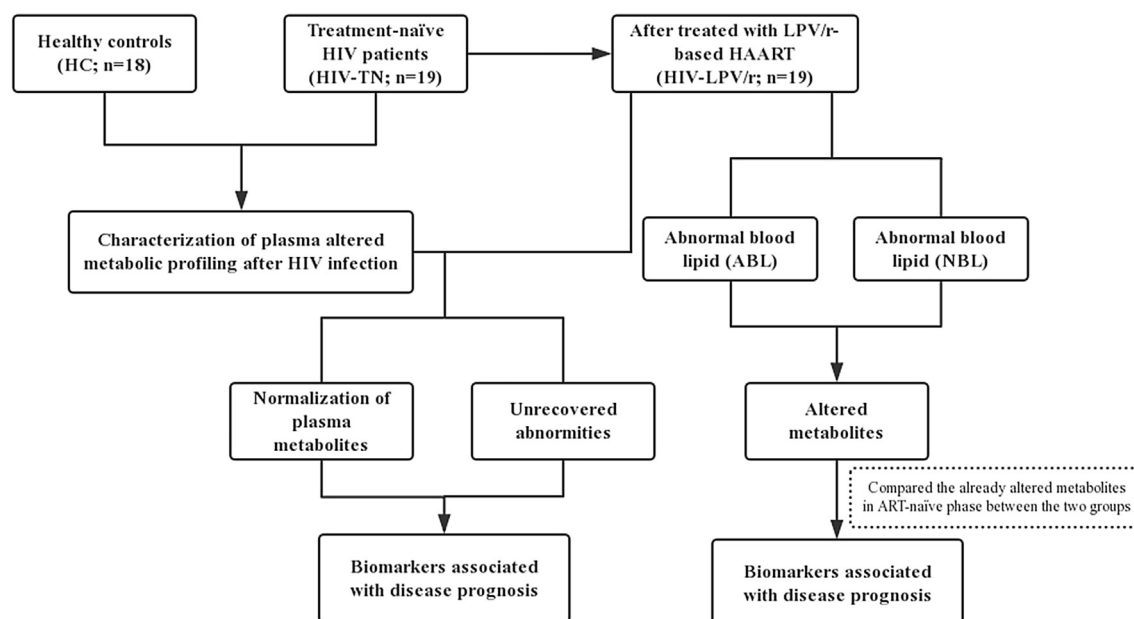 Healthy controls
(HC; n=18)
Treatment-naïve
HIV patients
(HIV-TN; n=19)
After treated with LPV/r-
based HAART
(HIV-LPV/r; n=19)
Characterization of plasma altered
metabolic profiling after HIV infection
Abnormal blood
lipid (ABL)
Abnormal blood
lipid (NBL)
Normalization of
plasma
metabolites
Unrecovered
abnormities
Altered
metabolites
Compared the already altered metabolites
in ART-naïve phase between the two groups
Biomarkers associated
with disease prognosis
Biomarkers associated
with disease prognosis